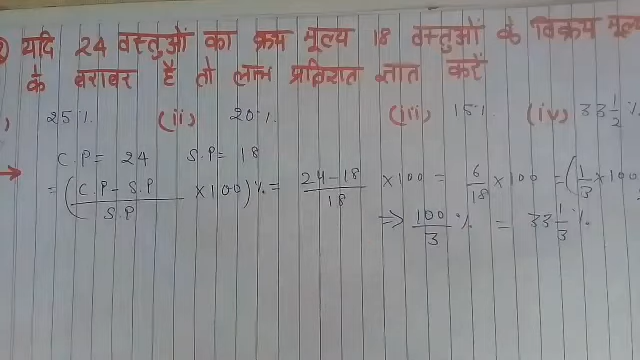 यदि 24 वस्तुओं का क्रय मूल्य 18 वस्तुओं के विक्रय मूल्य
के बराबर है तो लाभ प्रतिशत ज्ञात करें
) 25% (ii) 20% (iii) 15% (iv) 33 1/2 %
C.P = 24 S.P = 18
→ = (C.P - S.P / S.P × 100)% = 24-18 / 18 × 100 = 6/18 × 100 = (1/3 × 100
⇒ 100/3 % = 33 1/3 %